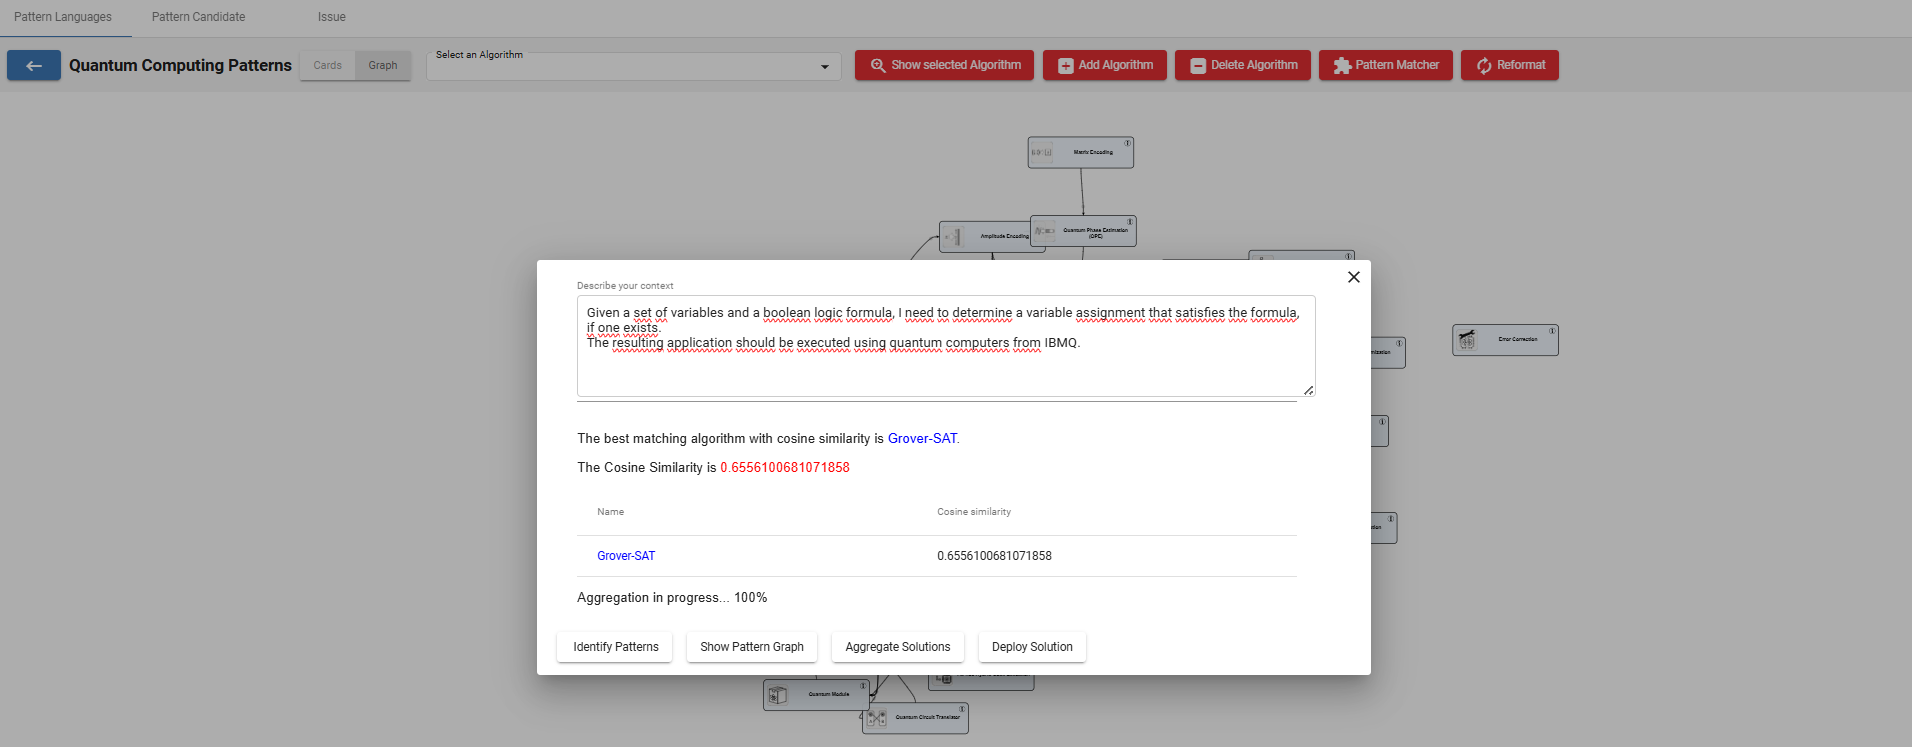 Pattern Languages
Pattern Candidate
Issue
Quantum Computing Patterns
Cards
Graph
Select an Algorithm
Show selected Algorithm
Add Algorithm
Delete Algorithm
Pattern Matcher
Reformat
Matrix Encoding
Amplitude Encoding
Quantum Phase Estimation
(QPE)
Error Correction
Describe your context
Given a set of variables and a boolean logic formula, I need to determine a variable assignment that satisfies the formula,
if one exists.
The resulting application should be executed using quantum computers from IBMQ.
The best matching algorithm with cosine similarity is Grover-SAT.
The Cosine Similarity is 0.6556100681071858
Name
Cosine similarity
Grover-SAT
0.6556100681071858
Aggregation in progress... 100%
Identify Patterns
Show Pattern Graph
Aggregate Solutions
Deploy Solution
Quantum Module
Quantum Circuit Translator